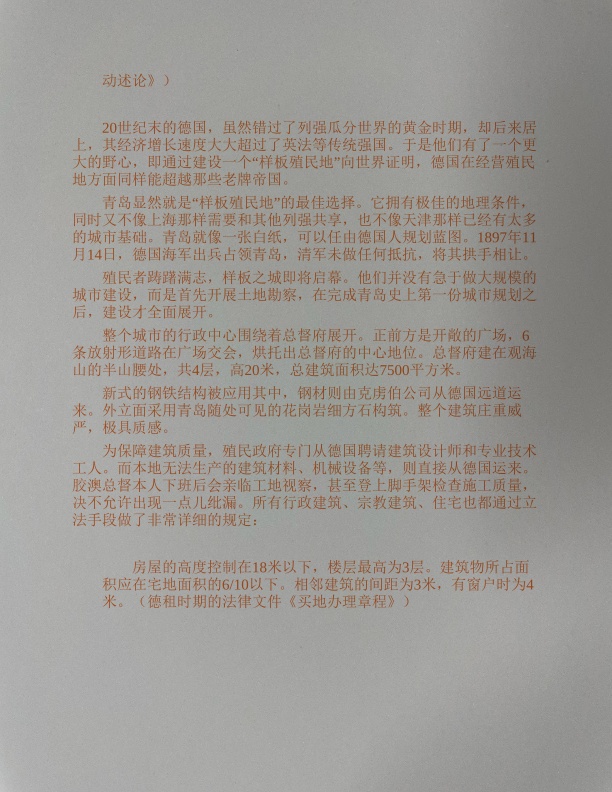 动述论》）
20世纪末的德国，虽然错过了列强瓜分世界的黄金时期，却后来居
上，其经济增长速度大大超过了英法等传统强国。于是他们有了一个更
大的野心，即通过建设一个“样板殖民地”向世界证明，德国在经营殖民
地方面同样能超越那些老牌帝国。
青岛显然就是“样板殖民地”的最佳选择。它拥有极佳的地理条件，
同时又不像上海那样需要和其他列强共享，也不像天津那样已经有太多
的城市基础。青岛就像一张白纸，可以任由德国人规划蓝图。1897年11
月14日，德国海军出兵占领青岛，清军未做任何抵抗，将其拱手相让。
殖民者踌躇满志，样板之城即将启幕。他们并没有急于做大规模的
城市建设，而是首先开展土地勘察，在完成青岛史上第一份城市规划之
后，建设才全面展开。
整个城市的行政中心围绕着总督府展开。正前方是开敞的广场，6
条放射形道路在广场交会，烘托出总督府的中心地位。总督府建在观海
山的半山腰处，共4层，高20米，总建筑面积达7500平方米。
新式的钢铁结构被应用其中，钢材则由克虏伯公司从德国远道运
来。外立面采用青岛随处可见的花岗岩细方石构筑。整个建筑庄重威
严，极具质感。
为保障建筑质量，殖民政府专门从德国聘请建筑设计师和专业技术
工人。而本地无法生产的建筑材料、机械设备等，则直接从德国运来。
胶澳总督本人下班后会亲临工地视察，甚至登上脚手架检查施工质量，
决不允许出现一点儿纰漏。所有行政建筑、宗教建筑、住宅也都通过立
法手段做了非常详细的规定：
房屋的高度控制在18米以下，楼层最高为3层。建筑物所占面
积应在宅地面积的6/10以下。相邻建筑的间距为3米，有窗户时为4
米。（德租时期的法律文件《买地办理章程》）